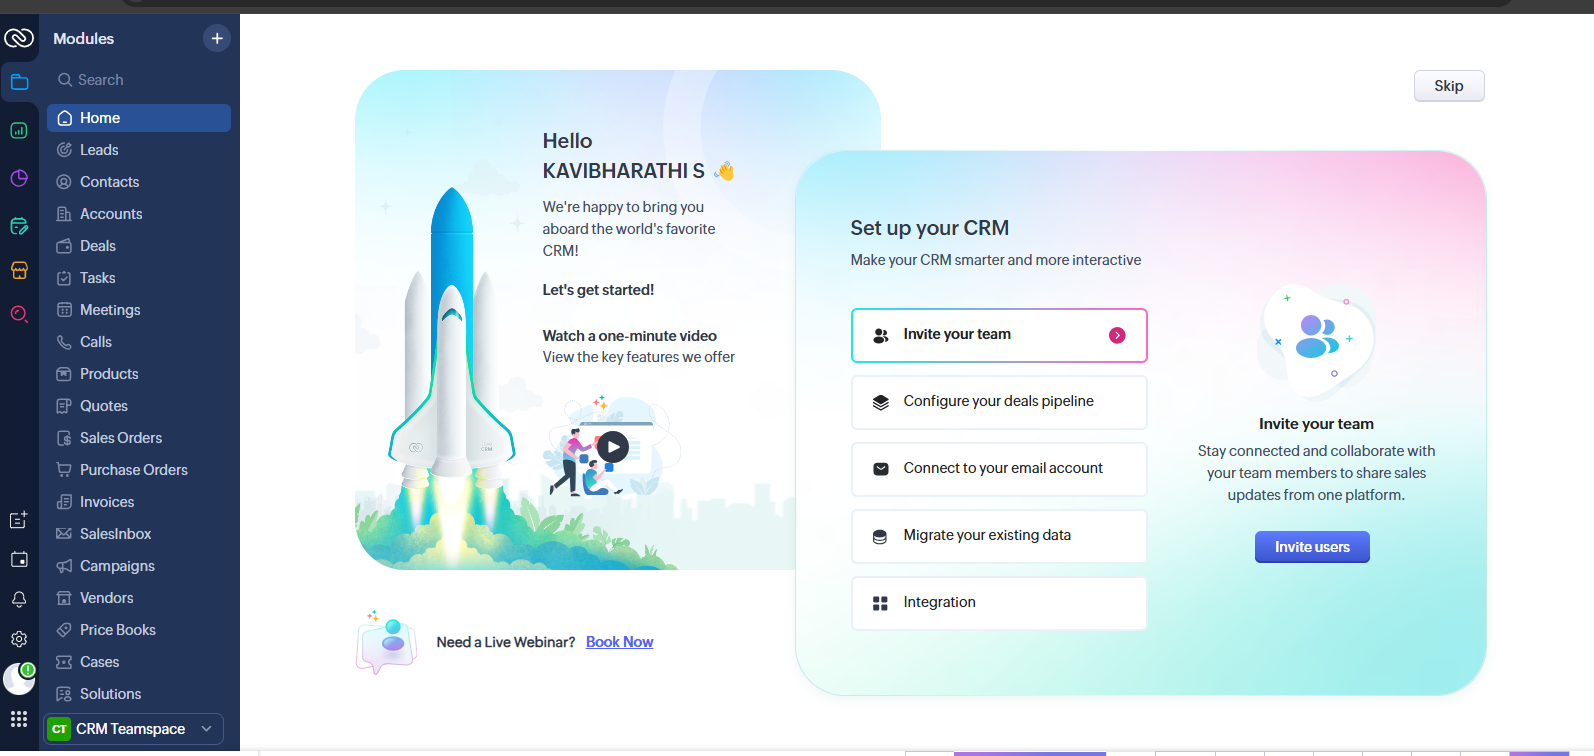 Modules
Search
Home
Leads
Contacts
Accounts
Deals
Tasks
Meetings
Calls
Products
Quotes
Sales Orders
Purchase Orders
Invoices
SalesInbox
Campaigns
Vendors
Price Books
Cases
Solutions
CT CRM Teamspace
Skip
Hello
KAVIBHARATHI S
We're happy to bring you
aboard the world's favorite
CRM!
Let's get started!
Watch a one-minute video
View the key features we offer
CRM
Need a Live Webinar? Book Now
Set up your CRM
Make your CRM smarter and more interactive
Invite your team
Configure your deals pipeline
Connect to your email account
Migrate your existing data
Integration
Invite your team
Stay connected and collaborate with
your team members to share sales
updates from one platform.
Invite users